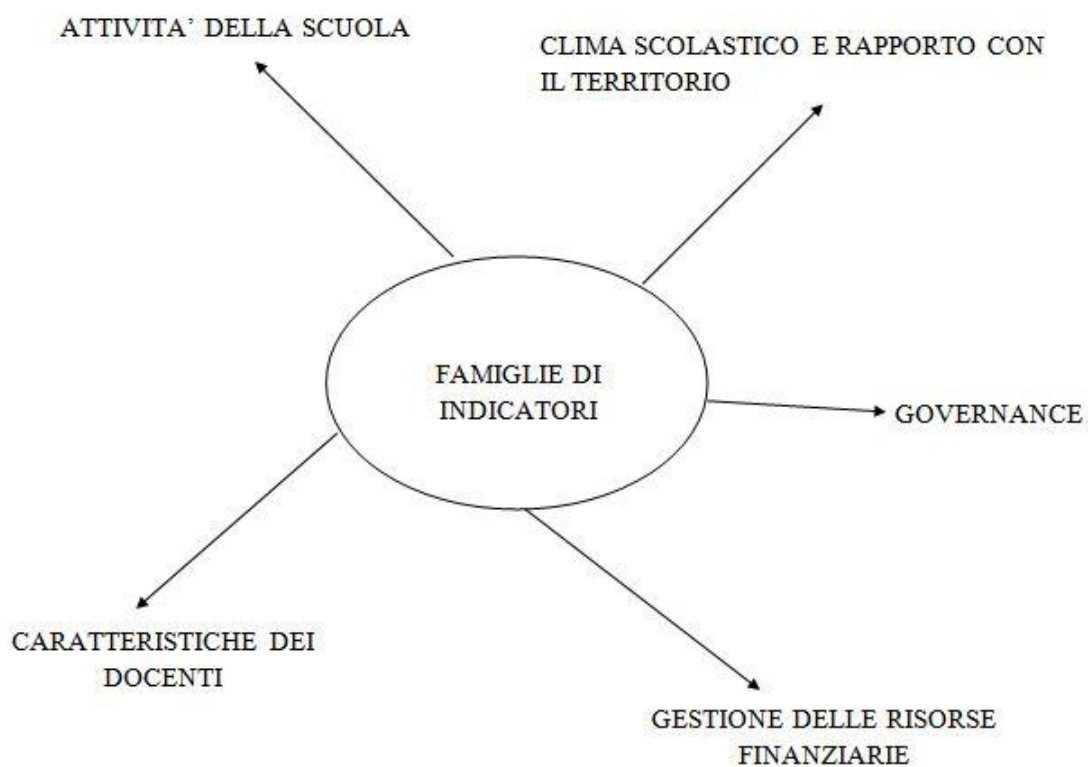 ATTIVITA’ DELLA SCUOLA
CLIMA SCOLASTICO E RAPPORTO CON
IL TERRITORIO
FAMIGLIE DI
INDICATORI
GOVERNANCE
CARATTERISTICHE DEI
DOCENTI
GESTIONE DELLE RISORSE
FINANZIARIE